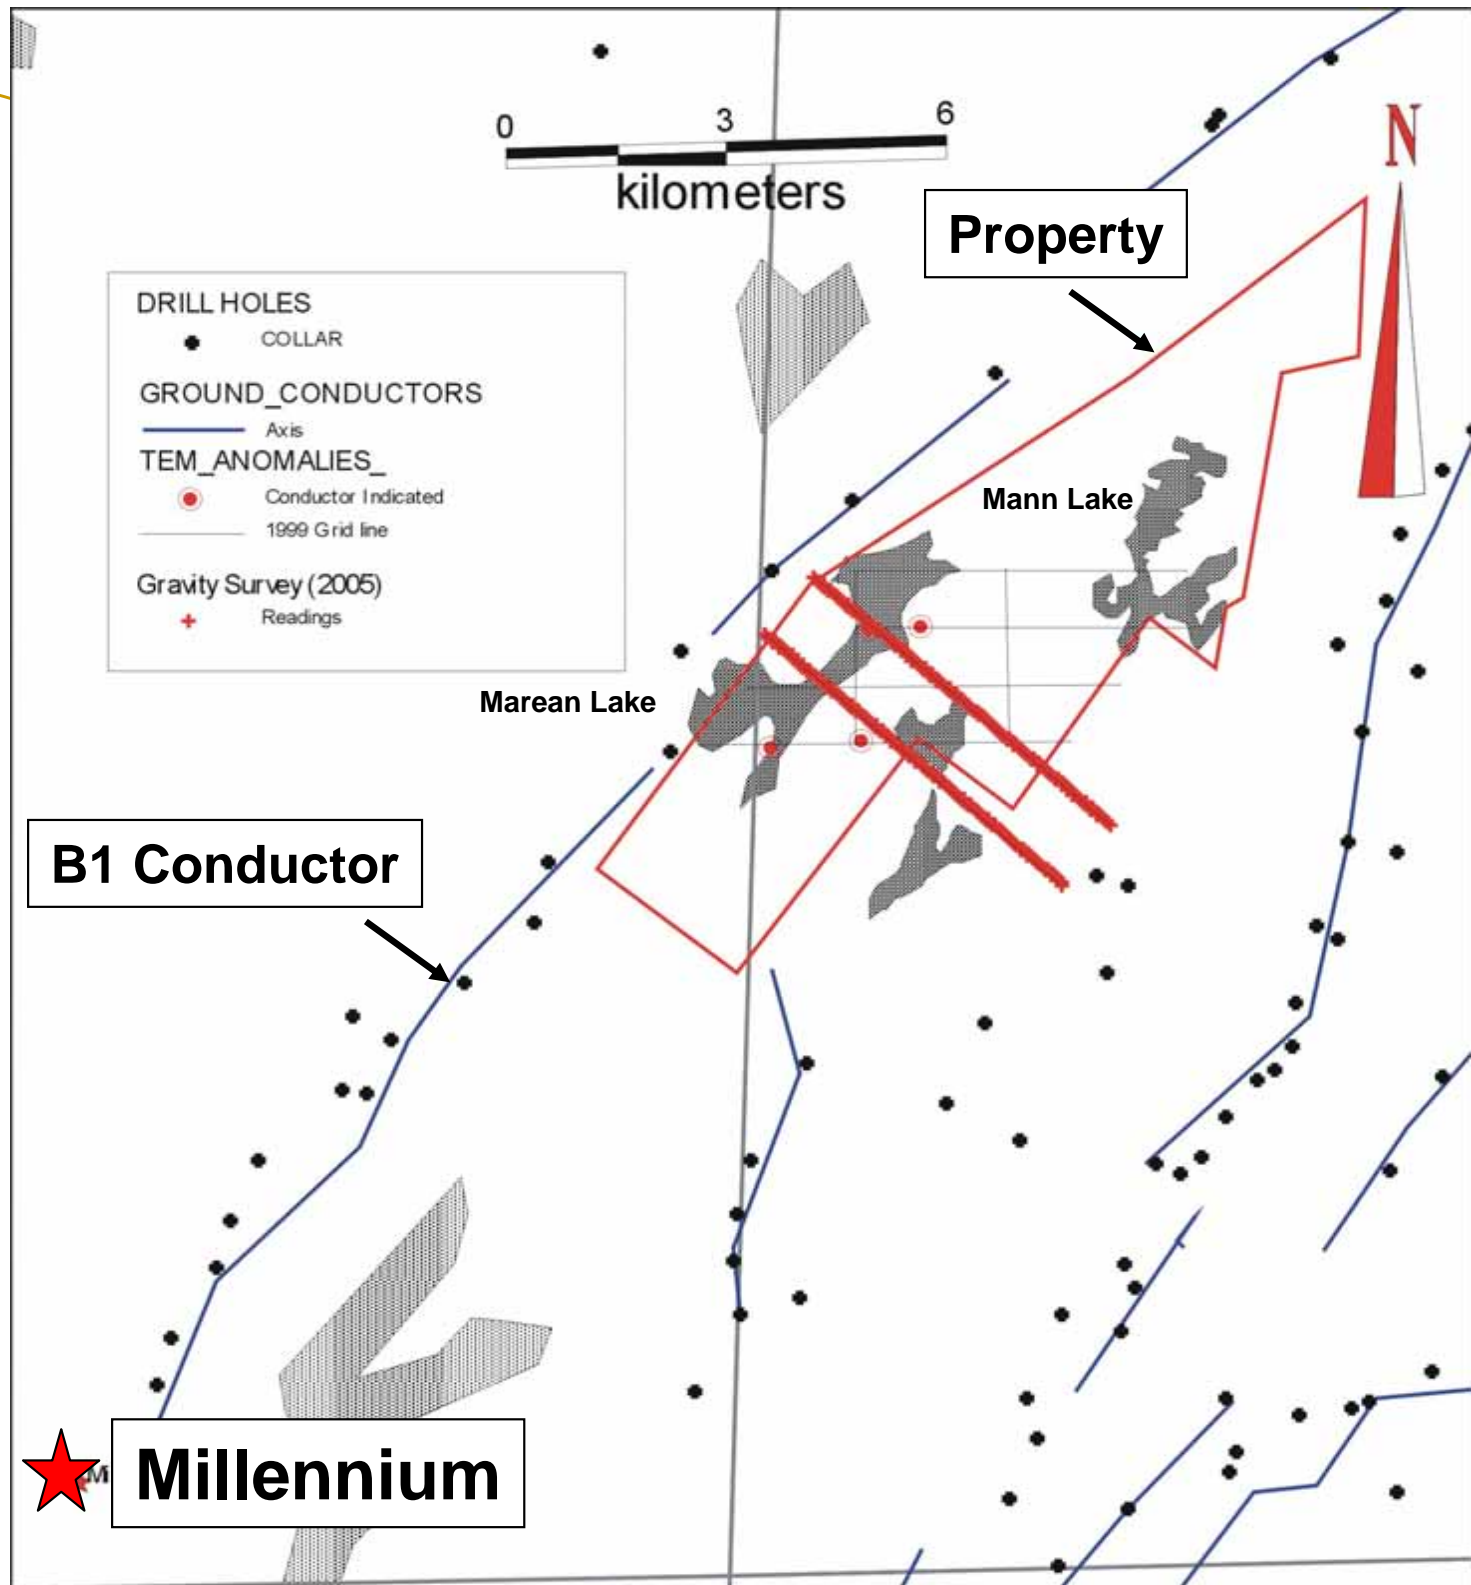 0 3 6
kilometers
N
Property
DRILL HOLES
COLLAR
GROUND_CONDUCTORS
Axis
TEM_ANOMALIES_
Conductor Indicated
1999 Grid line
Gravity Survey (2005)
Readings
Mann Lake
Marean Lake
B1 Conductor
Mi
Millennium